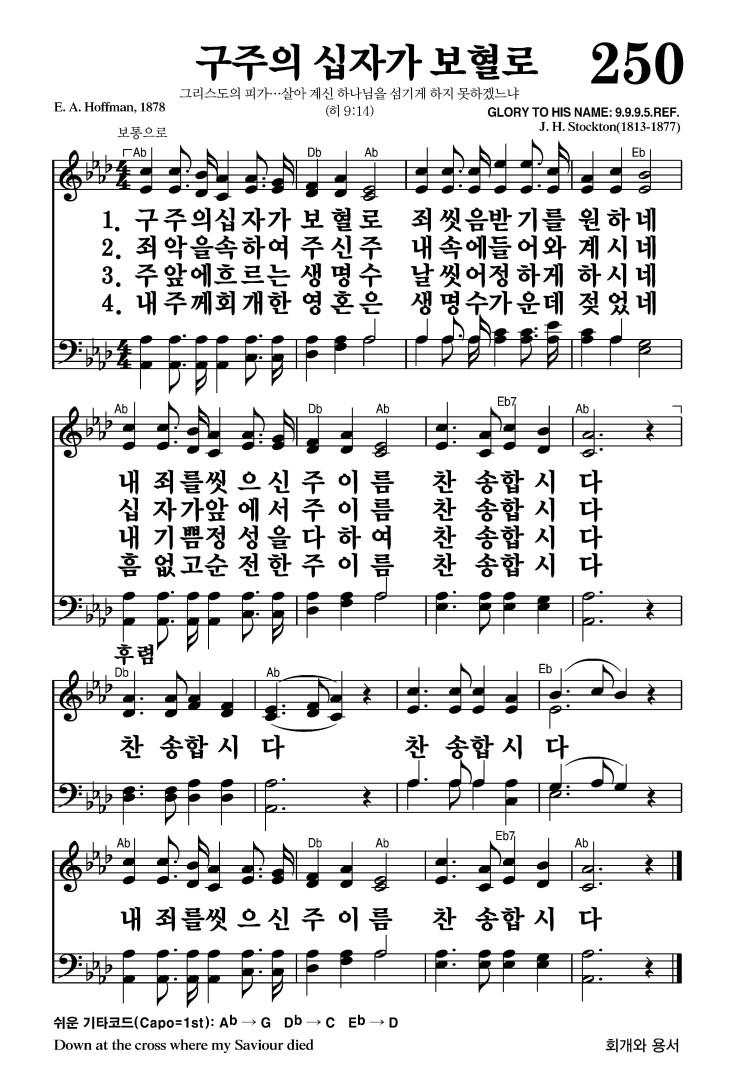 구주의 십자가 보혈로 250
그리스도의 피가…살아 계신 하나님을 섬기게 하지 못하겠느냐
E. A. Hoffman, 1878
(히 9:14)
GLORY TO HIS NAME: 9.9.9.5.REF.
J. H. Stockton(1813-1877)
보통으로
Ab Db Ab Eb
1. 구 주 의 십 자 가 보 혈 로 죄 씻 음 받 기 를 원 하 네
2. 죄 악 을 속 하 여 주 신 주 내 속 에 들 어 와 계 시 네
3. 주 앞 에 흐 르 는 생 명 수 날 씻 어 정 하 게 하 시 네
4. 내 주 께 회 개 한 영 혼 은 생 명 수 가 운 데 젖 었 네
Ab Db Ab Eb7 Ab
내 죄 를 씻 으 신 주 이 름 찬 송 합 시 다
십 자 가 앞 에 서 주 이 름 찬 송 합 시 다
내 기 쁨 정 성 을 다 하 여 찬 송 합 시 다
흠 없 고 순 전 한 주 이 름 찬 송 합 시 다
후렴
Db Ab Eb
찬 송 합 시 다 찬 송 합 시 다
Ab Db Ab Eb7 Ab
내 죄 를 씻 으 신 주 이 름 찬 송 합 시 다
쉬운 기타코드(Capo=1st): Ab → G Db → C Eb → D
Down at the cross where my Saviour died
회개와 용서